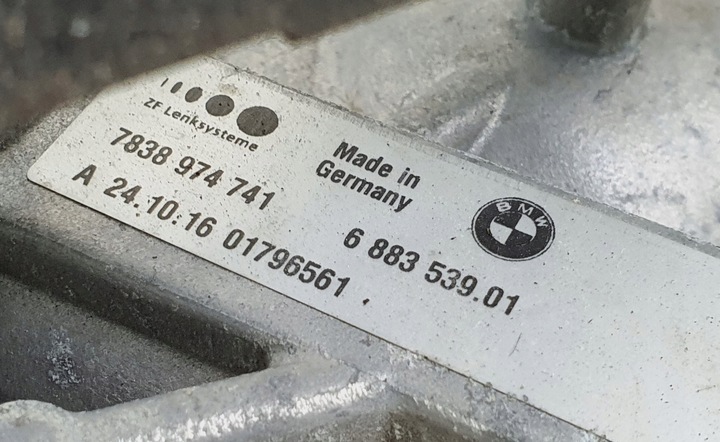 ZF Lenksysteme
7838 974 741
A 24.10.16 01796561
Made in
Germany
BMW
6 883 539.01